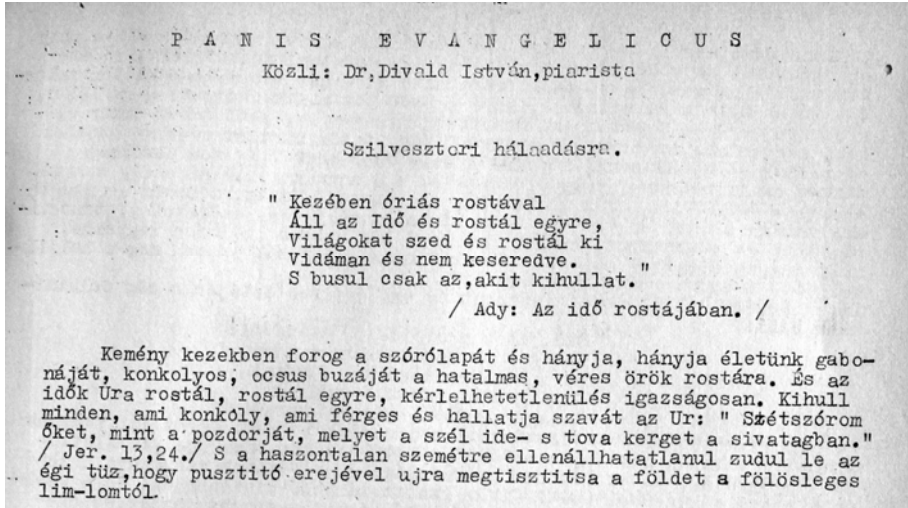 PANIS EVANGELICUS
Közli: Dr.Divald István,piarista
Szilveszteri hálaadásra.
" Kezében óriás rostával
Áll az Idő és rostál egyre,
Világokat szed és rostál ki
Vidáman és nem keseredve.
S busul csak az,akit kihullat."
/ Ady: Az idő rostájában. /
Kemény kezekben forog a szórólapát és hányja, hányja életünk gabo-
náját, konkolyos, ocsus buzáját a hatalmas, véres örök rostára. És az
idők Ura rostál, rostál egyre, kérlelhetetlenülés igazságosan. Kihull
minden, ami konkoly, ami férges és hallatja szavát az Ur: " Szétszórom
őket, mint a pozdorját, melyet a szél ide- s tova kerget a sivatagban."
/ Jer. 13,24./ S a haszontalan szemétre ellenállhatatlanul zudul le az
égi tüz,hogy pusztitó erejével ujra megtisztitsa a földet a fölösleges
lim-lomtól.